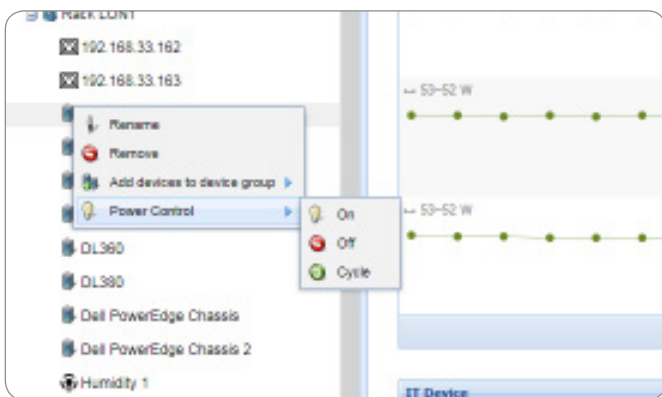 Rack LON1
192.168.33.162
192.168.33.163
Rename
Remove
Add devices to device group
Power Control
On
Off
Cycle
DL360
DL380
Dell PowerEdge Chassis
Dell PowerEdge Chassis 2
Humidity 1
53~52 W
53~52 W
IT Device